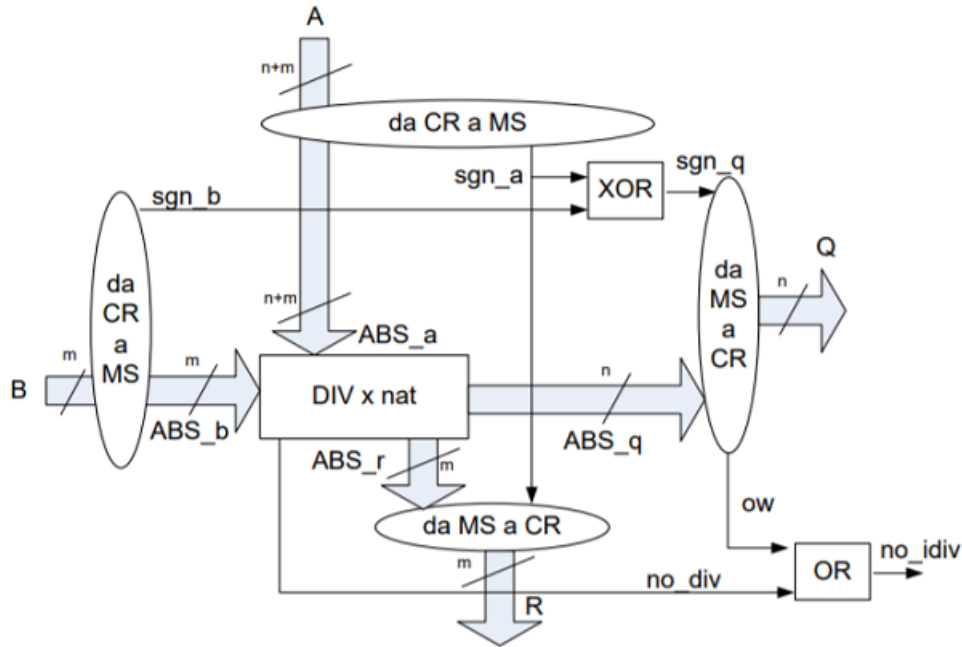 A
n+m
da CR a MS
sgn_a
sgn_q
XOR
sgn_b
da
CR
a
MS
da
MS
a
CR
Q
n
n+m
ABS_a
B
m
m
ABS_b
DIV x nat
n
ABS_q
ABS_r
m
da MS a CR
ow
m
R
no_div
OR
no_idiv